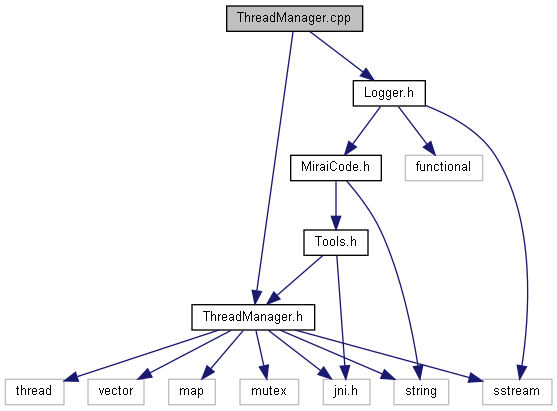 ThreadManager.cpp
Logger.h
MiraiCode.h
functional
Tools.h
ThreadManager.h
thread
vector
map
mutex
jni.h
string
sstream